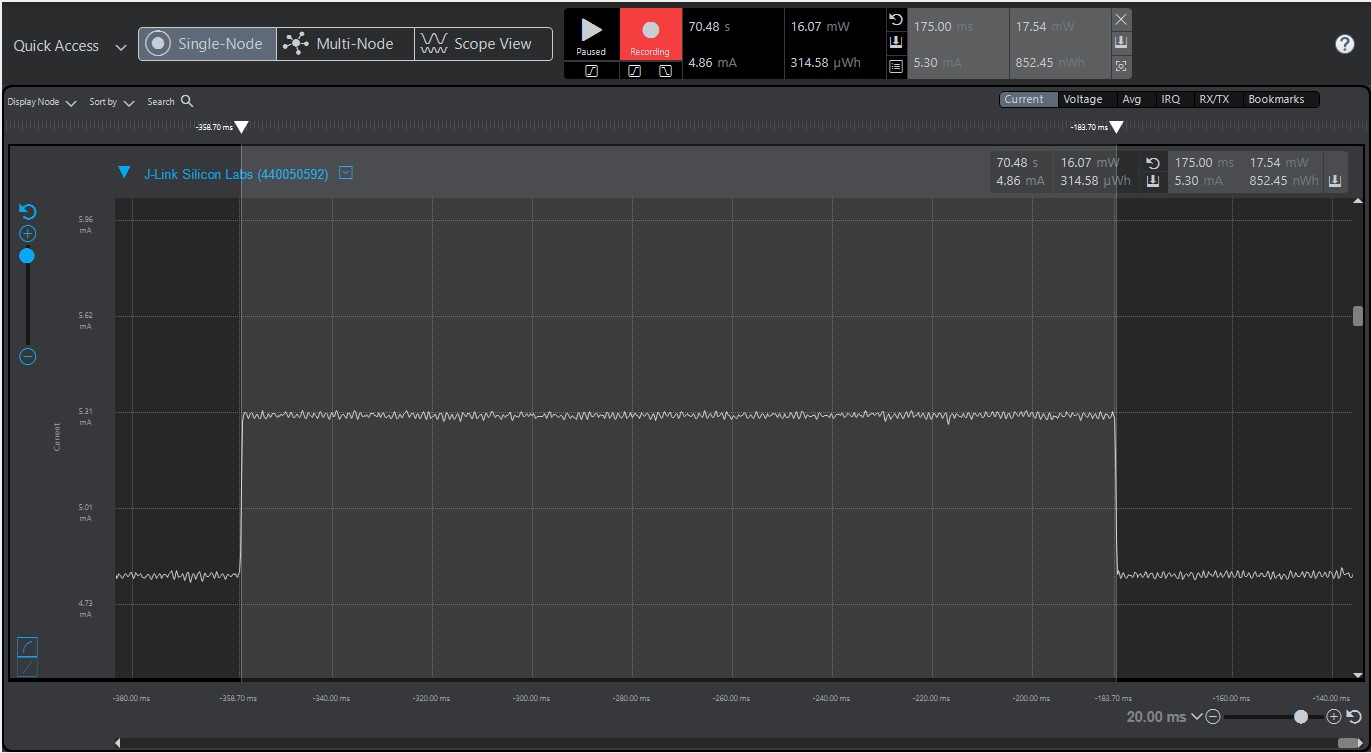 Quick Access
Single-Node
Multi-Node
Scope View
Paused
Recording
70.48 s
4.86 mA
16.07 mW
314.58 µWh
175.00 ms
5.30 mA
17.54 mW
852.45 nWh
Display Node
Sort by
Search
Current
Voltage
Avg
IRQ
RX/TX
Bookmarks
-358.70 ms
-183.70 ms
J-Link Silicon Labs (440050592)
70.48 s
4.86 mA
16.07 mW
314.58 µWh
175.00 ms
5.30 mA
17.54 mW
852.45 nWh
5.96
mA
5.62
mA
5.31
mA
5.01
mA
4.73
mA
Current
-380.00 ms
-358.70 ms
-340.00 ms
-320.00 ms
-300.00 ms
-280.00 ms
-260.00 ms
-240.00 ms
-220.00 ms
-200.00 ms
-183.70 ms
-160.00 ms
-140.00 ms
20.00 ms